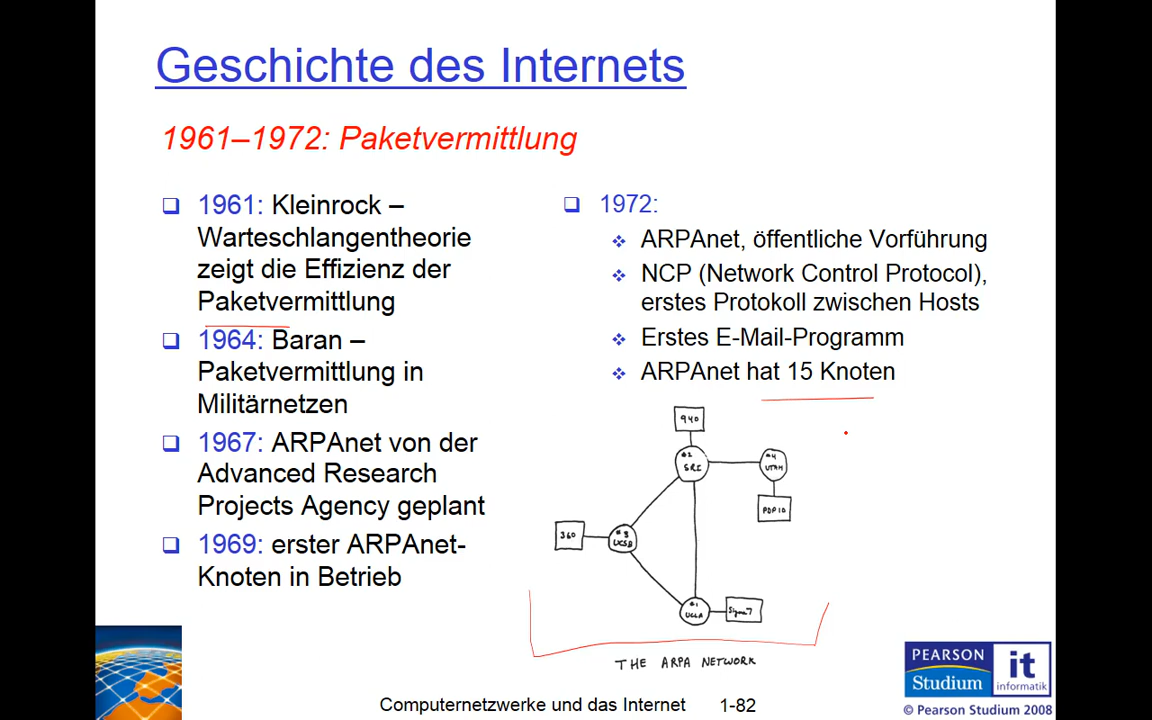 Geschichte des Internets
1961–1972: Paketvermittlung
1961: Kleinrock –
Warteschlangentheorie
zeigt die Effizienz der
Paketvermittlung
1964: Baran –
Paketvermittlung in
Militärnetzen
1967: ARPAnet von der
Advanced Research
Projects Agency geplant
1969: erster ARPAnet-
Knoten in Betrieb
1972:
ARPAnet, öffentliche Vorführung
NCP (Network Control Protocol),
erstes Protokoll zwischen Hosts
Erstes E-Mail-Programm
ARPAnet hat 15 Knoten
940
#2
SRI
#4
UTAH
PDP10
360
#3
UCSB
#1
UCLA
Sigma 7
THE ARPA NETWORK
Computernetzwerke und das Internet 1-82
PEARSON
Studium
it
informatik
© Pearson Studium 2008